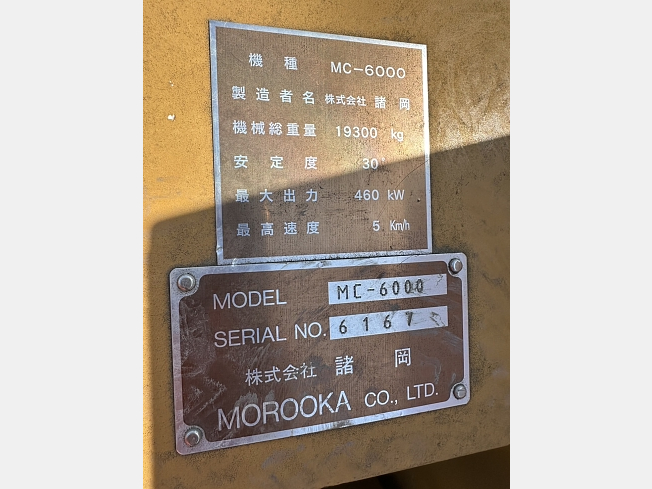 機種 MC-6000
製造者名 株式会社 諸岡
機械総重量 19300 kg
安定度 30
最大出力 460 kW
最高速度 5 Km/h
MODEL MC-6000
SERIAL NO. 6167
株式会社 諸岡
MOROOKA CO., LTD.